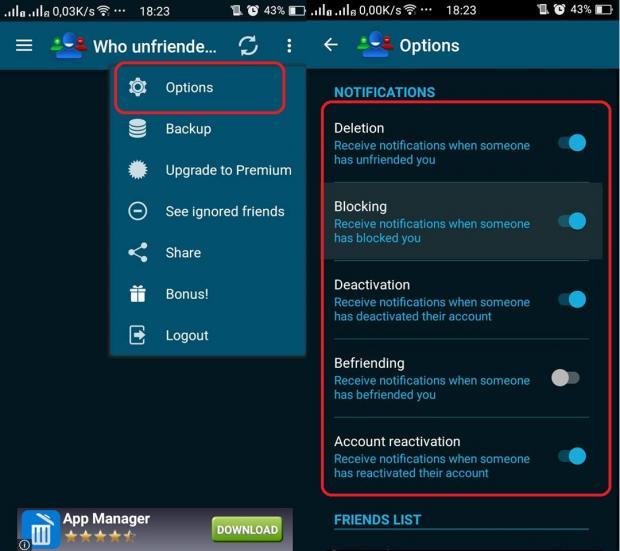 0,03K/s ... 18:23 43%
Who unfriende...
Options
Backup
Upgrade to Premium
See ignored friends
Share
Bonus!
Logout
App Manager
DOWNLOAD
0,00K/s ... 18:23 43%
Options
NOTIFICATIONS
Deletion
Receive notifications when someone
has unfriended you
Blocking
Receive notifications when someone
has blocked you
Deactivation
Receive notifications when someone
has deactivated their account
Befriending
Receive notifications when someone
has befriended you
Account reactivation
Receive notifications when someone
has reactivated their account
FRIENDS LIST